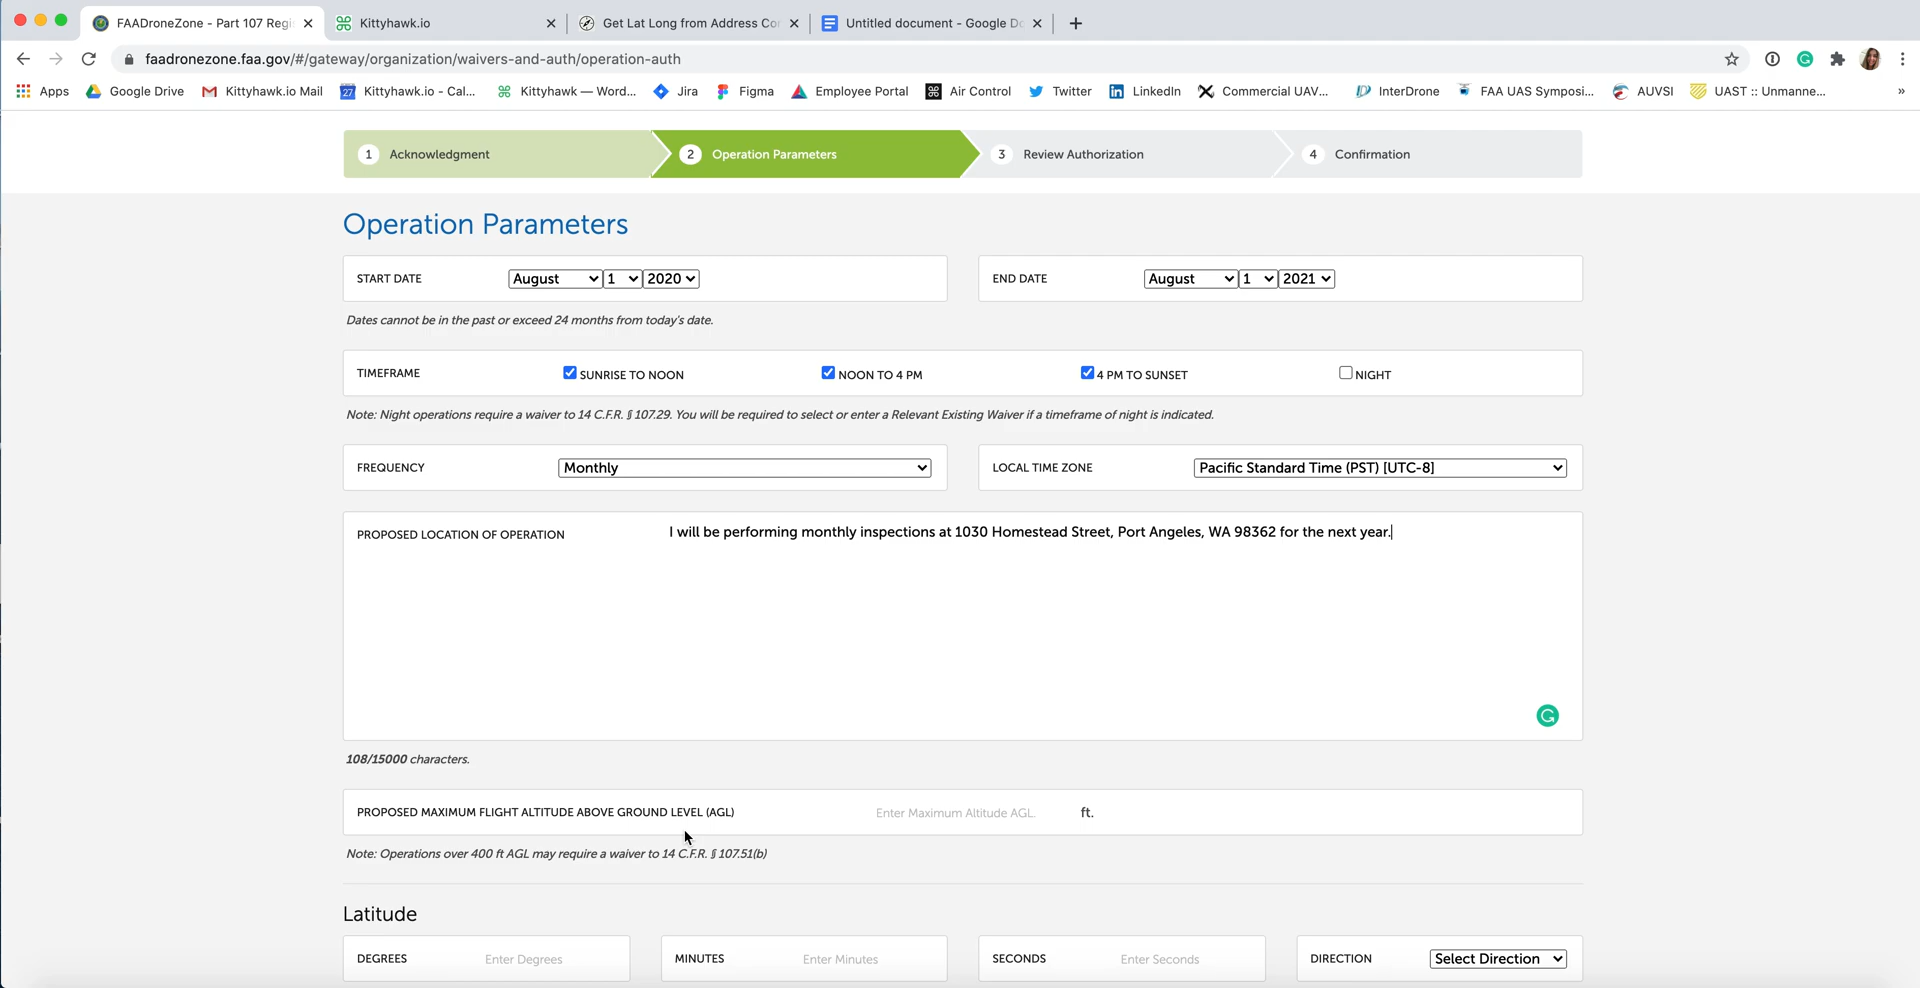 FAADroneZone - Part 107 Regi
Kittyhawk.io
Get Lat Long from Address Co
Untitled document - Google Do
faadronezone.faa.gov/#/gateway/organization/waivers-and-auth/operation-auth
Apps
Google Drive
Kittyhawk.io Mail
27
Kittyhawk.io - Cal...
Kittyhawk — Word...
Jira
Figma
Employee Portal
Air Control
Twitter
LinkedIn
Commercial UAV...
InterDrone
FAA UAS Symposi...
AUVSI
UAST :: Unmanne...
»
1 Acknowledgment
2 Operation Parameters
3 Review Authorization
4 Confirmation
Operation Parameters
START DATE August 1 2020
END DATE August 1 2021
Dates cannot be in the past or exceed 24 months from today's date.
TIMEFRAME SUNRISE TO NOON NOON TO 4 PM 4 PM TO SUNSET NIGHT
Note: Night operations require a waiver to 14 C.F.R. § 107.29. You will be required to select or enter a Relevant Existing Waiver if a timeframe of night is indicated.
FREQUENCY Monthly
LOCAL TIME ZONE Pacific Standard Time (PST) [UTC-8]
PROPOSED LOCATION OF OPERATION
I will be performing monthly inspections at 1030 Homestead Street, Port Angeles, WA 98362 for the next year.
108/15000 characters.
PROPOSED MAXIMUM FLIGHT ALTITUDE ABOVE GROUND LEVEL (AGL) Enter Maximum Altitude AGL. ft.
Note: Operations over 400 ft AGL may require a waiver to 14 C.F.R. § 107.51(b)
Latitude
DEGREES Enter Degrees
MINUTES Enter Minutes
SECONDS Enter Seconds
DIRECTION Select Direction